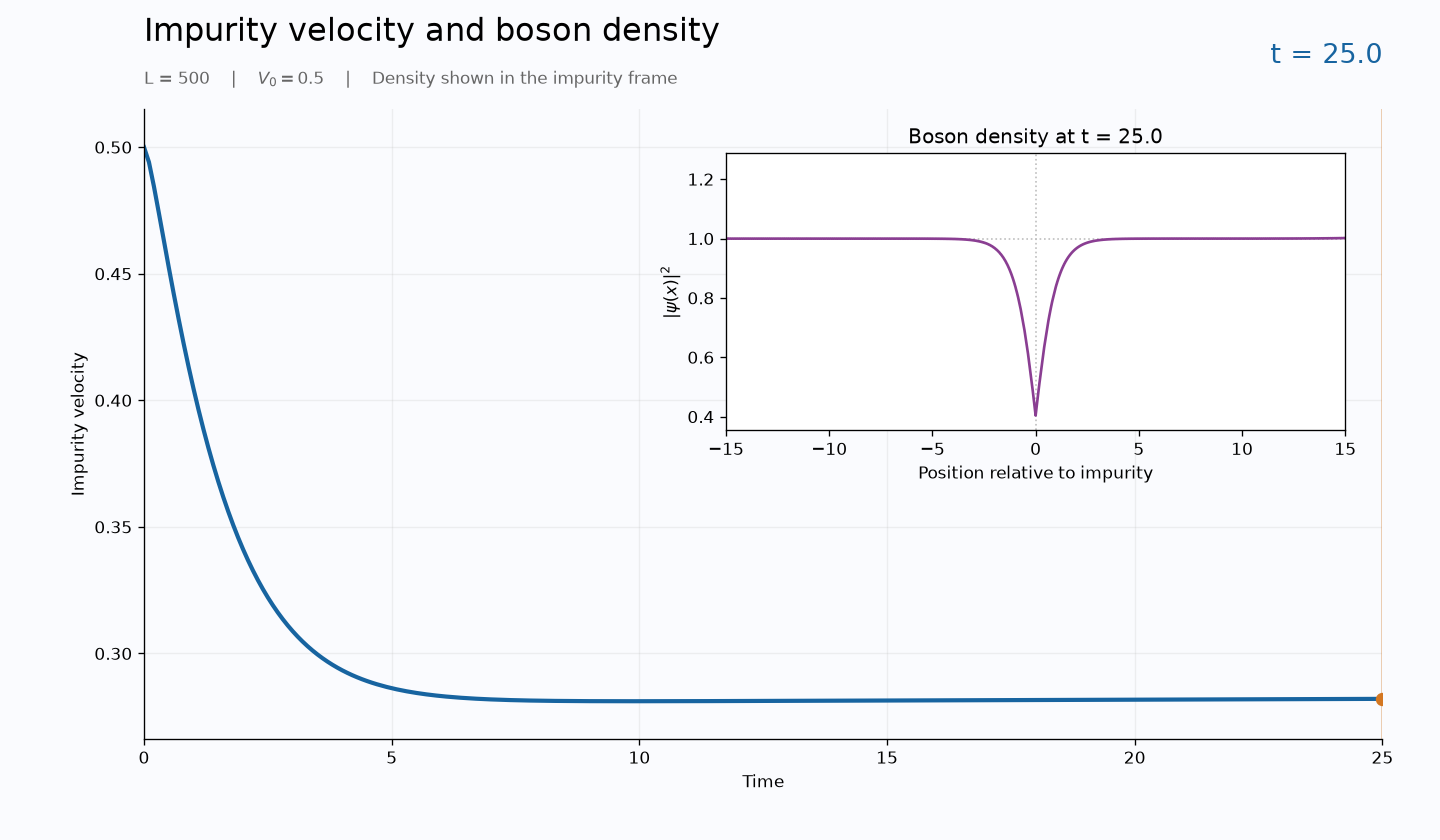 Impurity velocity and boson density
t = 25.0
L = 500 | V₀ = 0.5 | Density shown in the impurity frame
Boson density at t = 25.0
1.2
1.0
0.8
0.6
0.4
|ψ(x)|²
−15 −10 −5 0 5 10 15
Position relative to impurity
0.50
0.45
0.40
0.35
0.30
Impurity velocity
0 5 10 15 20 25
Time